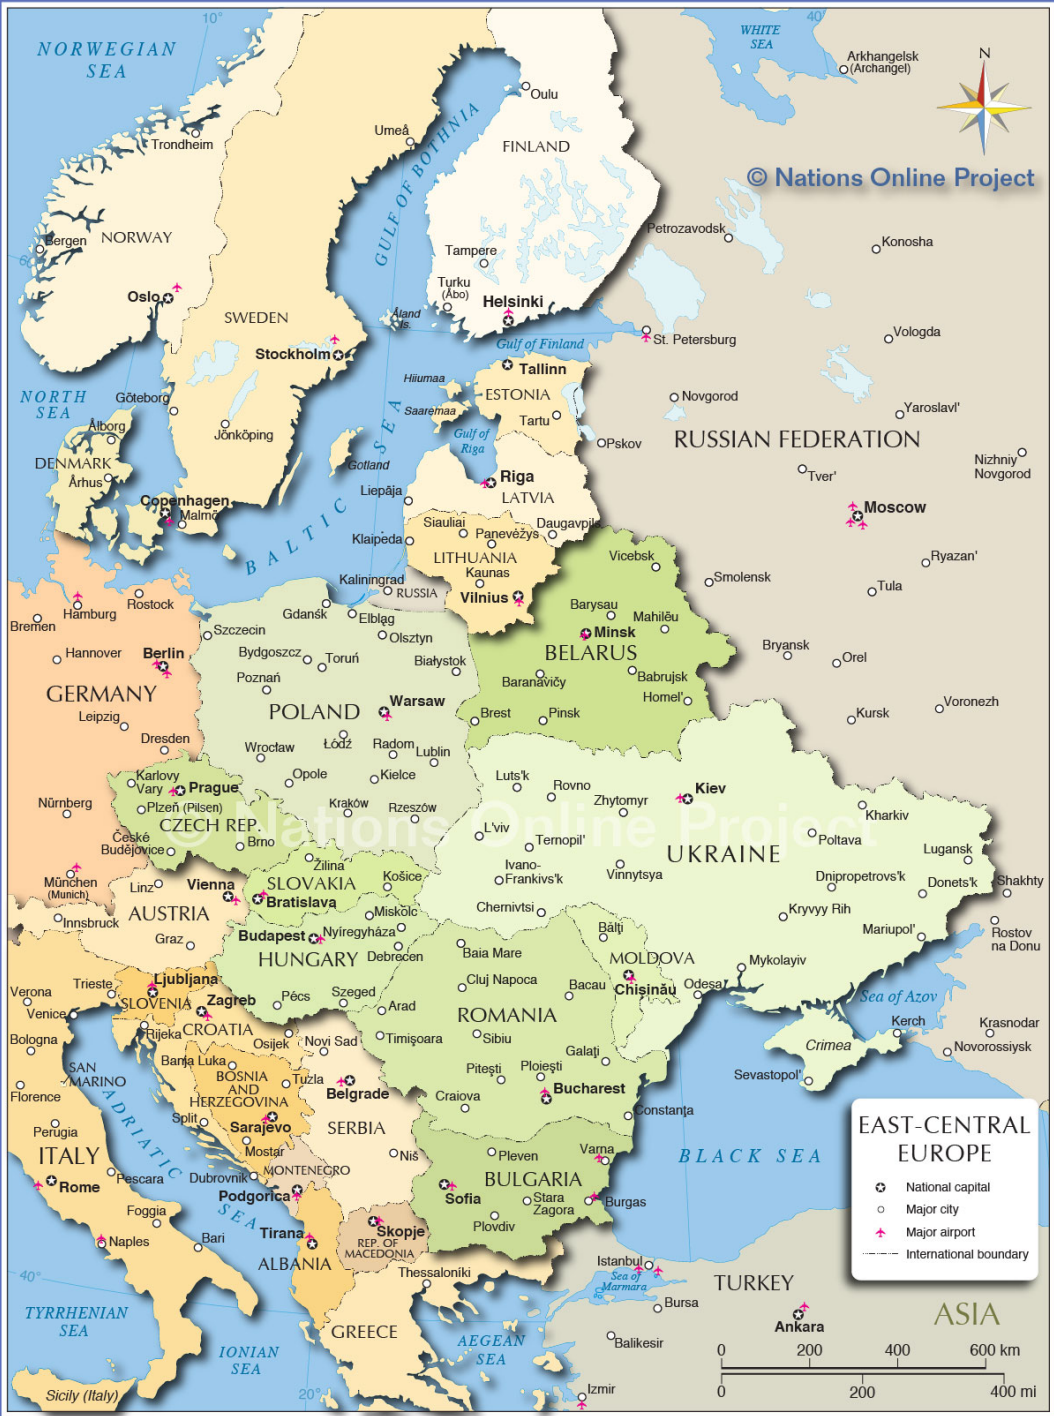 10°
40°
NORWEGIAN
SEA
WHITE
SEA
Arkhangelsk
(Archangel)
N
© Nations Online Project
Oulu
Umeå
Trondheim
GULF OF BOTHNIA
FINLAND
Bergen
NORWAY
Petrozavodsk
Konosha
Tampere
Turku
(Åbo)
Helsinki
Oslo
Åland
Is.
SWEDEN
Stockholm
Gulf of Finland
St. Petersburg
Vologda
Tallinn
Hiiumaa
ESTONIA
Saaremaa
Tartu
NORTH
SEA
Göteborg
Jönköping
Ålborg
DENMARK
Århus
Gulf of
Riga
Novgorod
Yaroslavl'
Pskov
RUSSIAN FEDERATION
Nizhniy
Novgorod
Tver'
Gotland
Riga
LATVIA
Liepāja
Moscow
Copenhagen
Malmö
BALTIC SEA
Siauliai
Panevéžys
Daugavpils
Klaipeda
LITHUANIA
Kaunas
Vilnius
Vicebsk
Ryazan'
Smolensk
Tula
Kaliningrad
RUSSIA
Hamburg
Rostock
Bremen
Gdańsk
Elbląg
Olsztyn
Szczecin
Barysau
Mahilëu
Minsk
BELARUS
Hannover
Berlin
Bydgoszcz
Toruń
Białystok
Bryansk
Orel
Baranavičy
Babrujsk
Homel'
GERMANY
Poznań
POLAND
Warsaw
Brest
Pinsk
Kursk
Voronezh
Leipzig
Dresden
Wrocław
Łódź
Radom
Lublin
Opole
Kielce
Karlovy
Vary
Prague
Luts'k
Rovno
Kiev
Zhytomyr
Nürnberg
Plzeň (Pilsen)
Kraków
Rzeszów
Kharkiv
CZECH REP.
© Nations Online Project
L'viv
Ternopil'
Poltava
České
Budějovice
Brno
Žilina
UKRAINE
Lugansk
München
(Munich)
Linz
Vienna
SLOVAKIA
Košice
Bratislava
Ivano-
Frankivs'k
Vinnytsya
Dnipropetrovs'k
Donets'k
Shakhty
Innsbruck
AUSTRIA
Miskolc
Chernivtsi
Kryvyy Rih
Graz
Budapest
Nyíregyháza
Debrecen
HUNGARY
Baia Mare
Bălți
MOLDOVA
Mariupol'
Rostov
na Donu
Verona
Trieste
Ljubljana
SLOVENIA
Zagreb
Pécs
Szeged
Cluj Napoca
Bacau
Chişinău
Mykolayiv
Odesa
Venice
CROATIA
Arad
ROMANIA
Sea of Azov
Bologna
Rijeka
Osijek
Novi Sad
Timişoara
Sibiu
Crimea
Kerch
Krasnodar
Novorossiysk
SAN
MARINO
Banja Luka
BOSNIA
AND
HERZEGOVINA
Tuzla
Belgrade
Piteşti
Ploieşti
Galaţi
Sevastopol'
Florence
ADRIATIC SEA
Craiova
Bucharest
Constanţa
Perugia
Split
Sarajevo
SERBIA
EAST-CENTRAL
EUROPE
ITALY
Mostar
Niš
Pleven
Varna
BLACK SEA
Pescara
MONTENEGRO
BULGARIA
National capital
Rome
Dubrovnik
Podgorica
Sofia
Stara
Zagora
Burgas
Major city
Foggia
Plovdiv
Major airport
Naples
Bari
Tirana
Skopje
REP. OF
MACEDONIA
International boundary
ALBANIA
Thessaloníki
Istanbul
Sea of
Marmara
TURKEY
40°
Bursa
ASIA
TYRRHENIAN
SEA
GREECE
Ankara
IONIAN
SEA
AEGEAN
SEA
Balikesir
0 200 400 600 km
Sicily (Italy)
20°
Izmir
0 200 400 mi